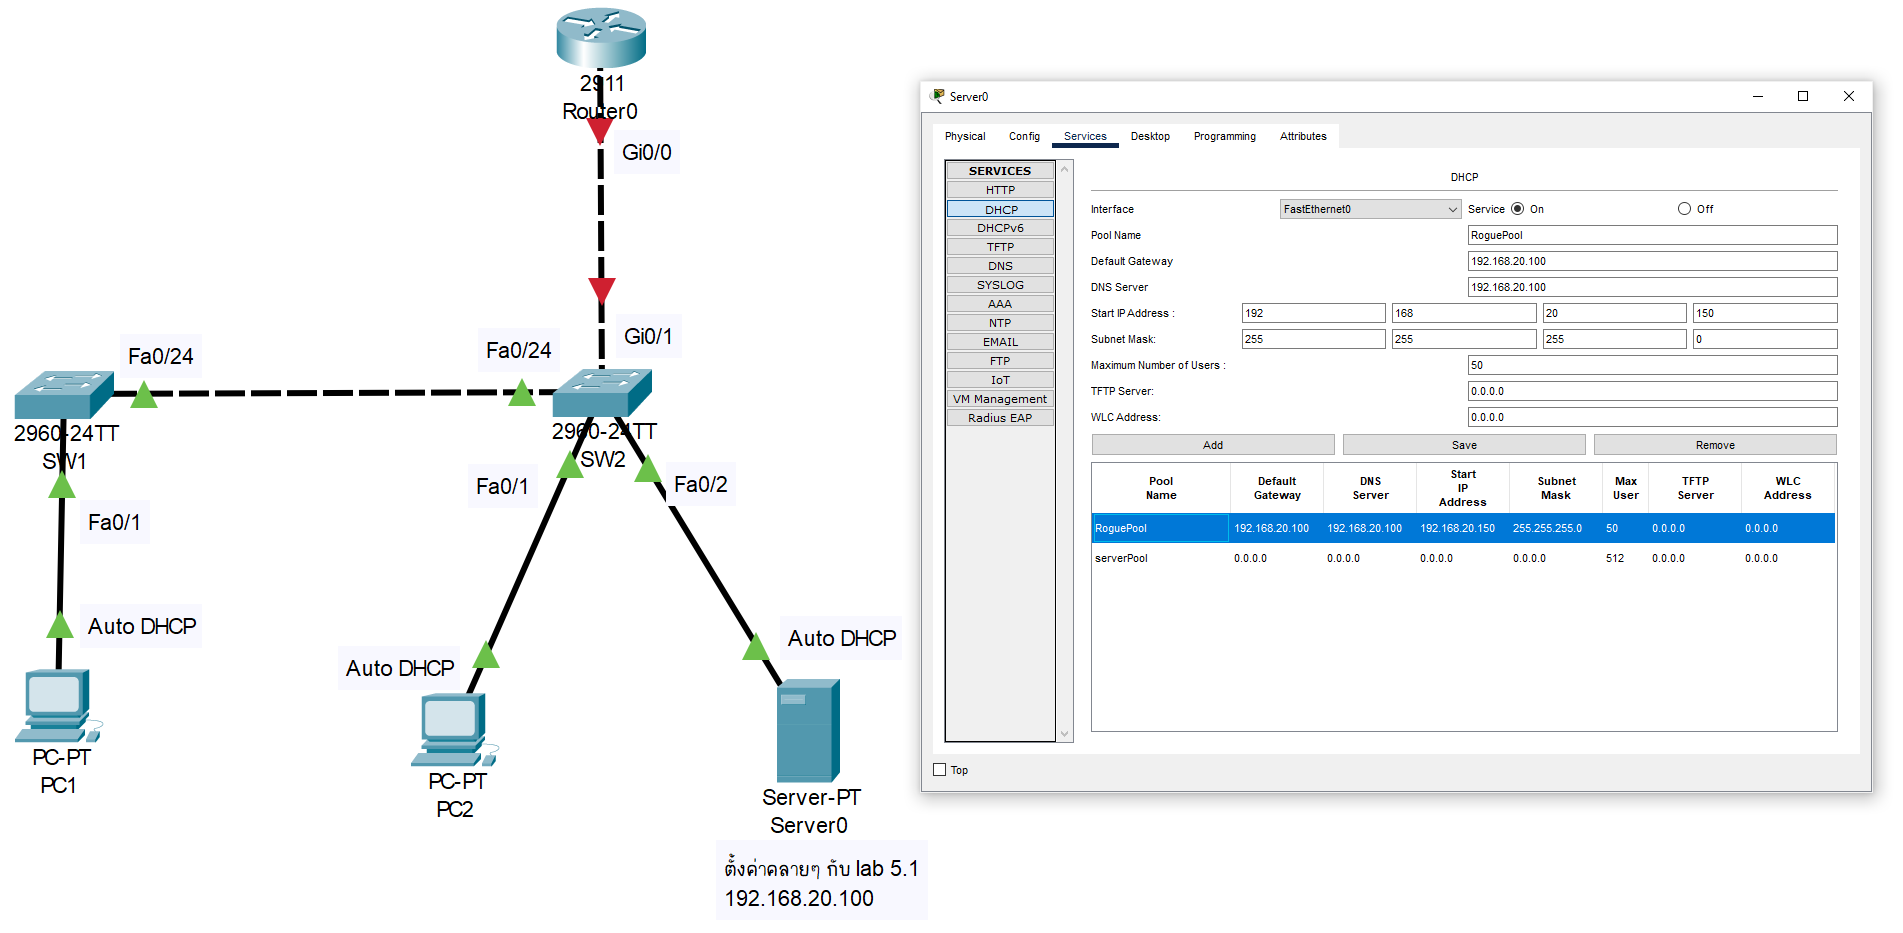 2911
Router0
Gi0/0
Gi0/1
Fa0/24
Fa0/24
2960-24TT
SW1
2960-24TT
SW2
Fa0/1
Fa0/1
Fa0/2
Auto DHCP
Auto DHCP
Auto DHCP
PC-PT
PC1
PC-PT
PC2
Server-PT
Server0
ตั้งค่าคลายๆ กับ lab 5.1
192.168.20.100
Server0
Physical Config Services Desktop Programming Attributes
SERVICES
HTTP
DHCP
DHCPv6
TFTP
DNS
SYSLOG
AAA
NTP
EMAIL
FTP
IoT
VM Management
Radius EAP
DHCP
Interface FastEthernet0 Service On Off
Pool Name RoguePool
Default Gateway 192.168.20.100
DNS Server 192.168.20.100
Start IP Address : 192 168 20 150
Subnet Mask: 255 255 255 0
Maximum Number of Users : 50
TFTP Server: 0.0.0.0
WLC Address: 0.0.0.0
Add Save Remove
Pool Name Default Gateway DNS Server Start IP Address Subnet Mask Max User TFTP Server WLC Address
RoguePool 192.168.20.100 192.168.20.100 192.168.20.150 255.255.255.0 50 0.0.0.0 0.0.0.0
serverPool 0.0.0.0 0.0.0.0 0.0.0.0 0.0.0.0 512 0.0.0.0 0.0.0.0
Top